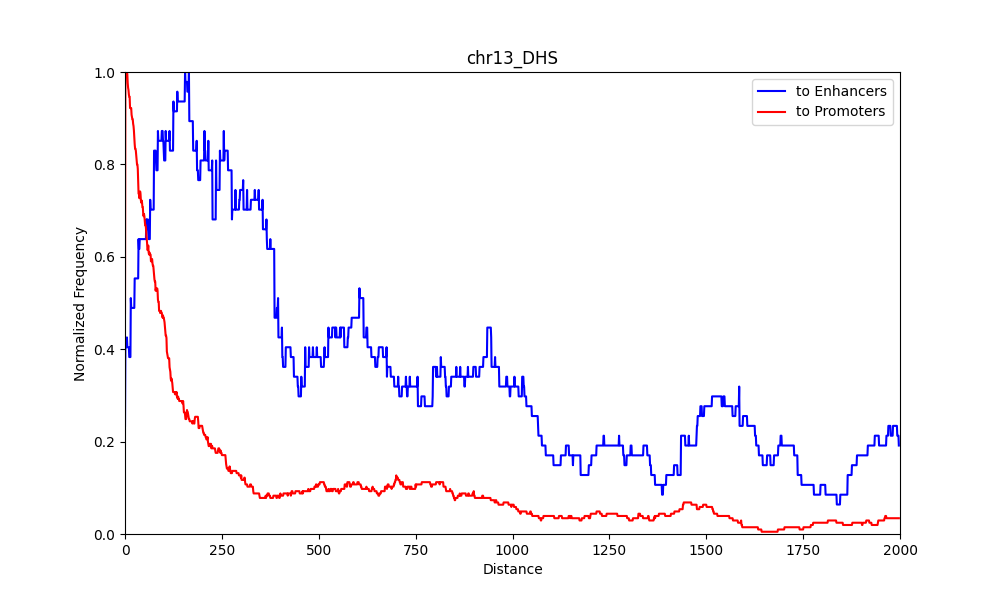 chr13_DHS
to Enhancers
to Promoters
Normalized Frequency
1.0
0.8
0.6
0.4
0.2
0.0
0 250 500 750 1000 1250 1500 1750 2000
Distance